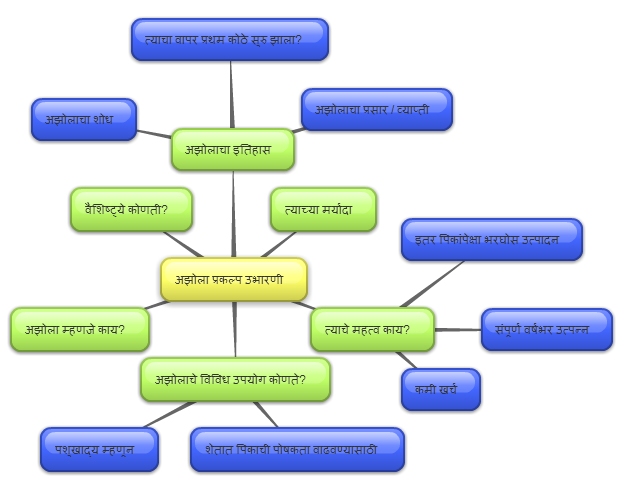 त्याचा वापर प्रथम कोठे सुरु झाला?
अझोलाचा शोध
अझोलाचा प्रसार / व्याप्ती
अझोलाचा इतिहास
वैशिष्ट्ये कोणती?
त्याच्या मर्यादा
इतर पिकांपेक्षा भरघोस उत्पादन
अझोला प्रकल्प उभारणी
अझोला म्हणजे काय?
त्याचे महत्व काय?
संपूर्ण वर्षभर उत्पन्न
अझोलाचे विविध उपयोग कोणते?
कमी खर्च
पशुखाद्य म्हणून
शेतात पिकाची पोषकता वाढवण्यासाठी